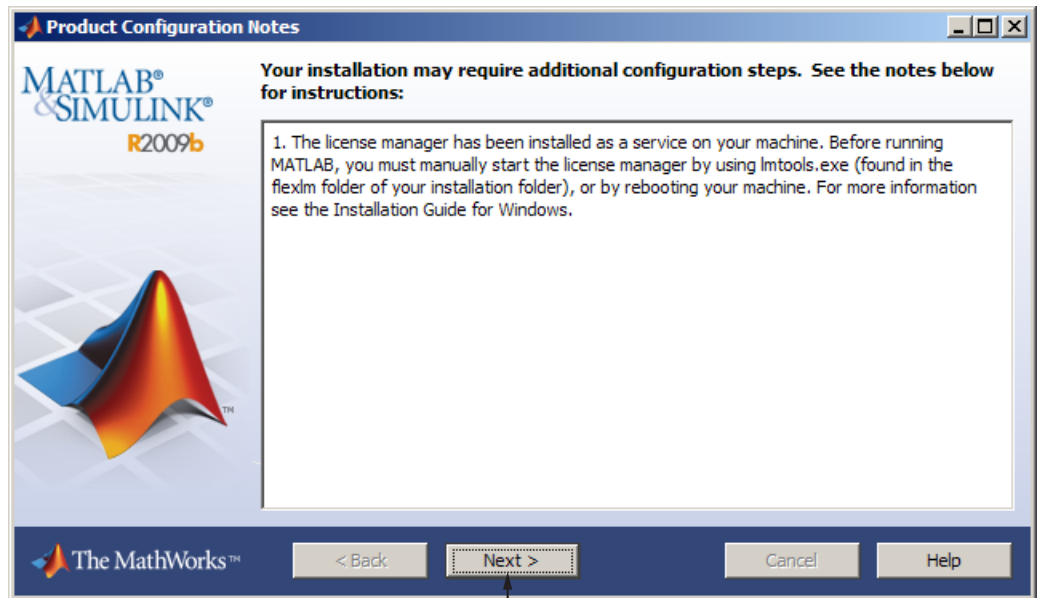 Product Configuration Notes
MATLAB®
&SIMULINK®
R2009b
Your installation may require additional configuration steps. See the notes below
for instructions:
1. The license manager has been installed as a service on your machine. Before running
MATLAB, you must manually start the license manager by using lmtools.exe (found in the
flexlm folder of your installation folder), or by rebooting your machine. For more information
see the Installation Guide for Windows.
TM
The MathWorks™
< Back
Next >
Cancel
Help